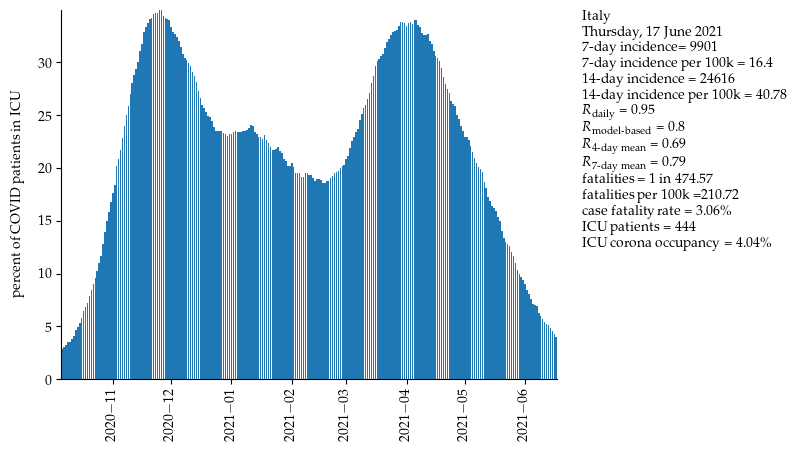 percent of COVID patients in ICU
30
25
20
15
10
5
0
2020−11
2020−12
2021−01
2021−02
2021−03
2021−04
2021−05
2021−06
Italy
Thursday, 17 June 2021
7-day incidence= 9901
7-day incidence per 100k = 16.4
14-day incidence = 24616
14-day incidence per 100k = 40.78
R daily = 0.95
R model-based = 0.8
R 4-day mean = 0.69
R 7-day mean = 0.79
fatalities = 1 in 474.57
fatalities per 100k =210.72
case fatality rate = 3.06%
ICU patients = 444
ICU corona occupancy = 4.04%